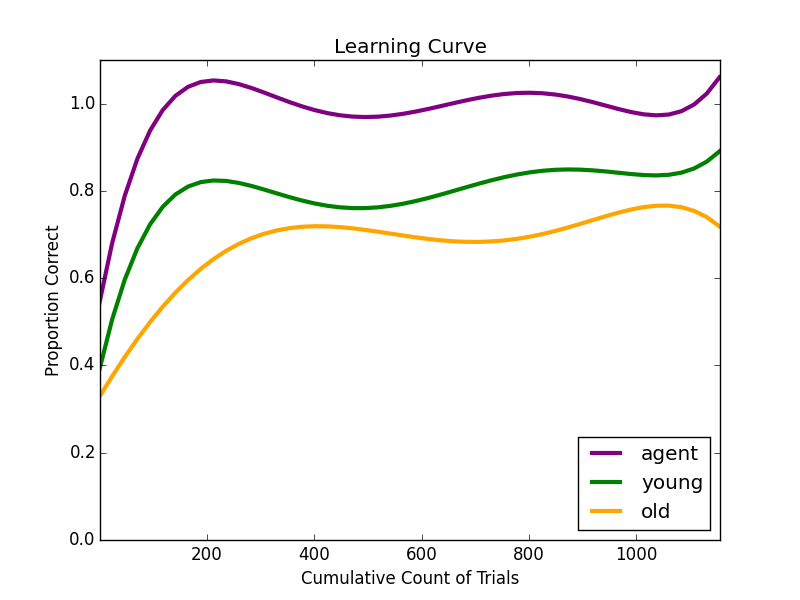 Learning Curve
Proportion Correct
1.0
0.8
0.6
0.4
0.2
0.0
200 400 600 800 1000
Cumulative Count of Trials
agent
young
old